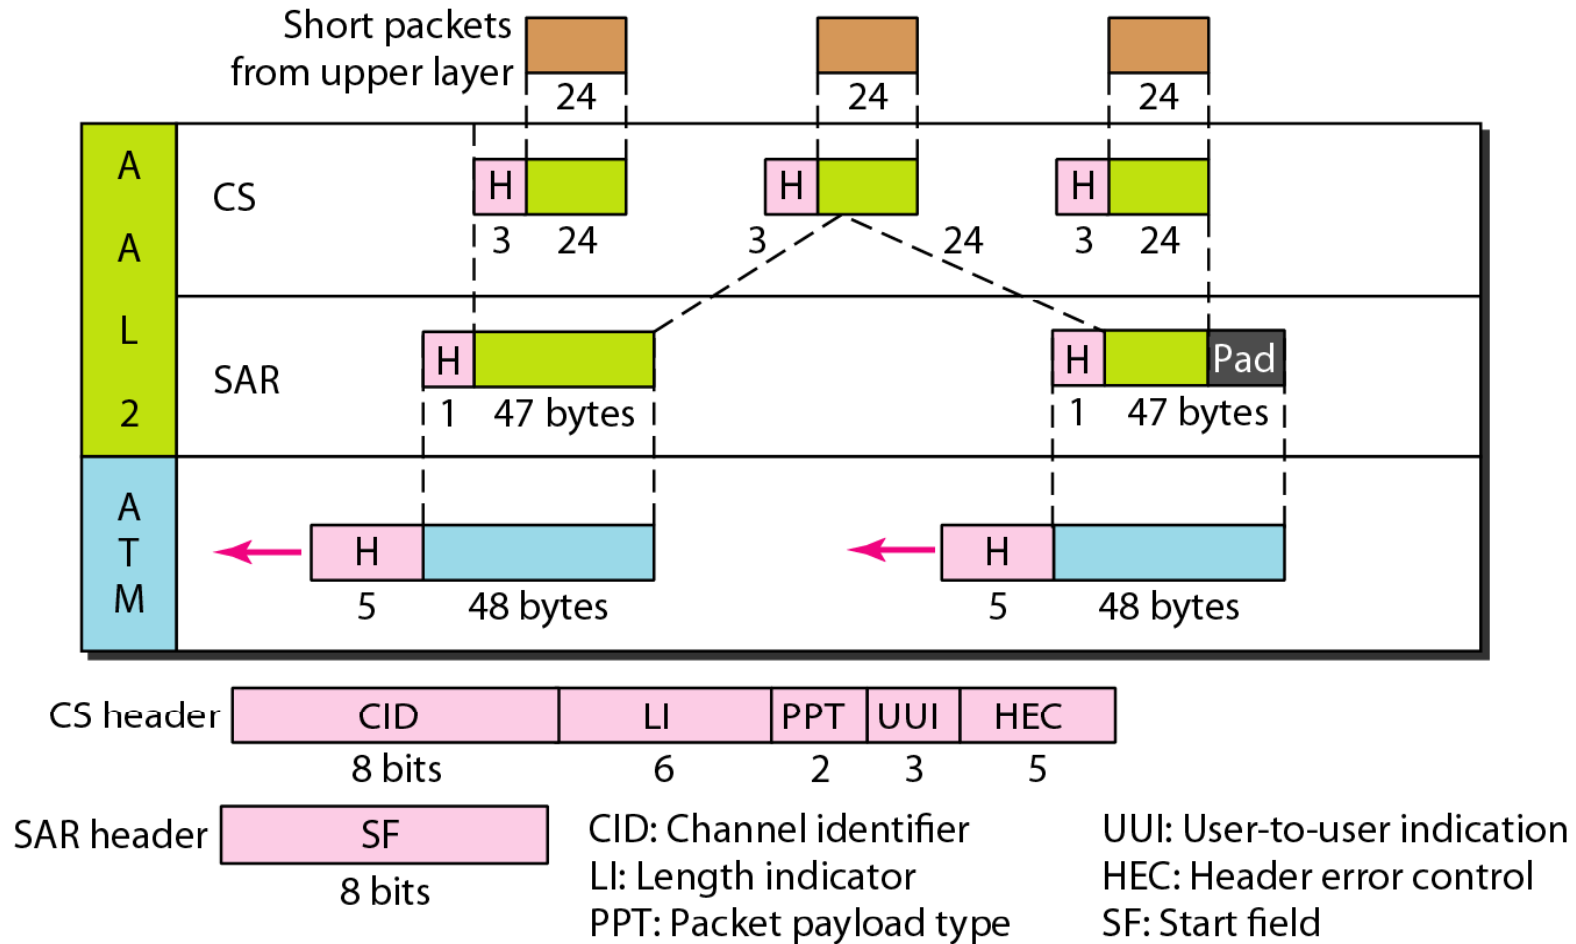 Short packets
from upper layer
24 24 24
A
A
L
2
CS
H H H
3 24 3 24 3 24
SAR
H H Pad
1 47 bytes 1 47 bytes
A
T
M
H H
5 48 bytes 5 48 bytes
CS header CID LI PPT UUI HEC
8 bits 6 2 3 5
SAR header SF
8 bits
CID: Channel identifier
LI: Length indicator
PPT: Packet payload type
UUI: User-to-user indication
HEC: Header error control
SF: Start field